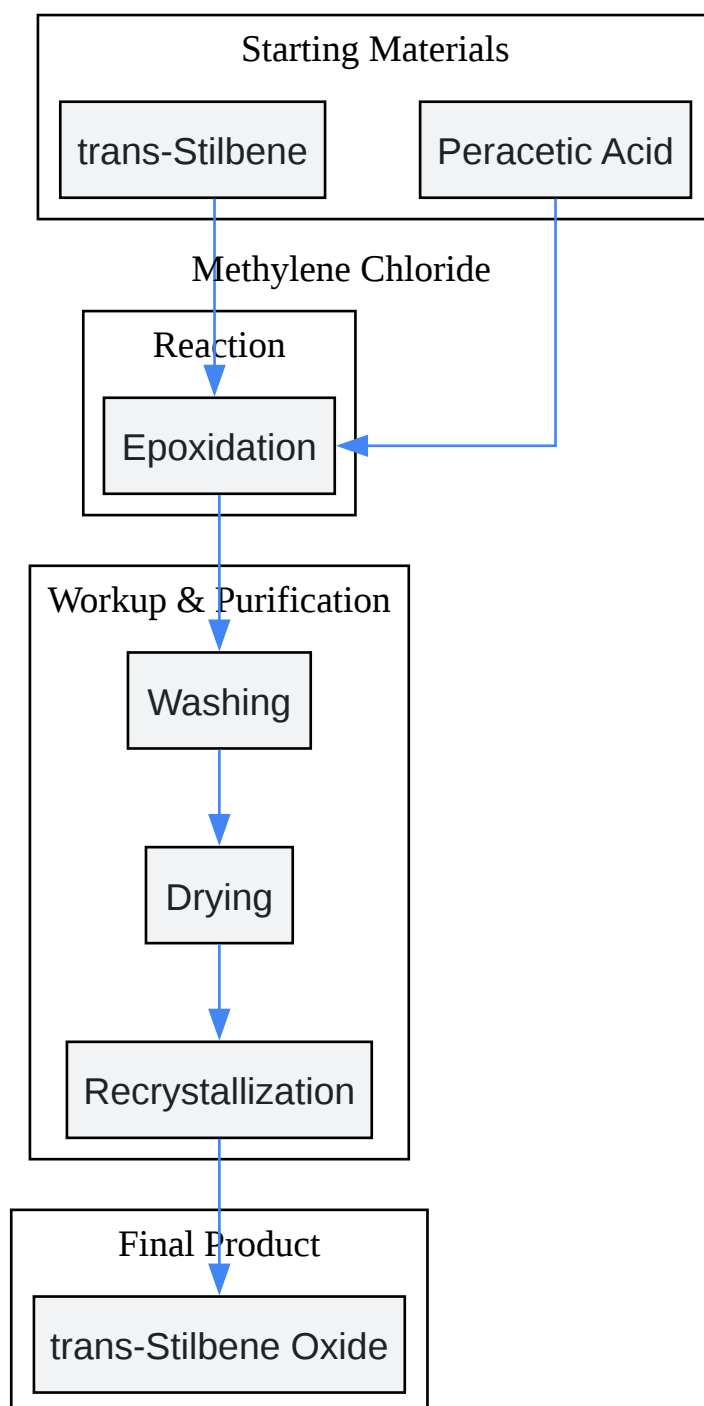 Starting Materials
trans-Stilbene
Peracetic Acid
Methylene Chloride
Reaction
Epoxidation
Workup & Purification
Washing
Drying
Recrystallization
Final Product
trans-Stilbene Oxide